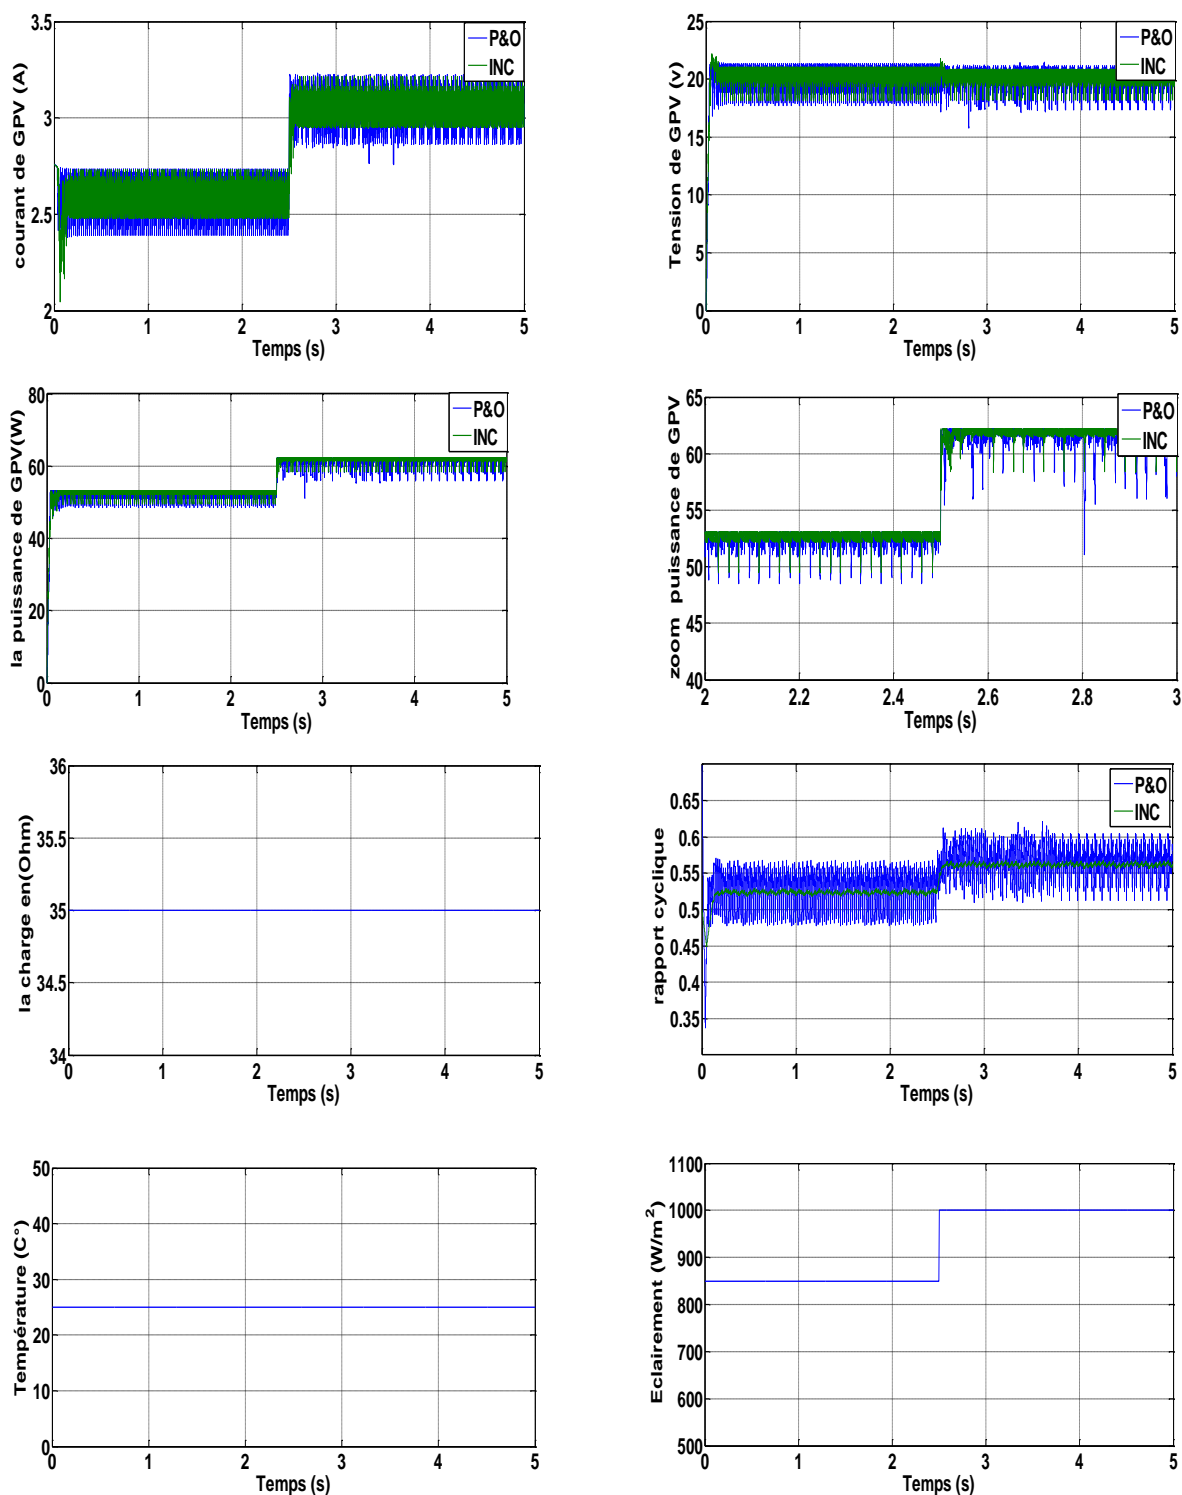 courant de GPV (A)
3.5
3
2.5
2
P&O
INC
0 1 2 3 4 5
Temps (s)
Tension de GPV (V)
25
20
15
10
5
0
P&O
INC
0 1 2 3 4 5
Temps (s)
la puissance de GPV(W)
80
60
40
20
0
P&O
INC
0 1 2 3 4 5
Temps (s)
zoom puissance de GPV
65
60
55
50
45
40
P&O
INC
2 2.2 2.4 2.6 2.8 3
Temps (s)
la charge en(Ohm)
36
35.5
35
34.5
34
0 1 2 3 4 5
Temps (s)
rapport cyclique
0.65
0.6
0.55
0.5
0.45
0.4
0.35
P&O
INC
0 1 2 3 4 5
Temps (s)
Température (C°)
50
40
30
20
10
0
0 1 2 3 4 5
Temps (s)
Eclairement (W/m²)
1100
1000
900
800
700
600
500
0 1 2 3 4 5
Temps (s)